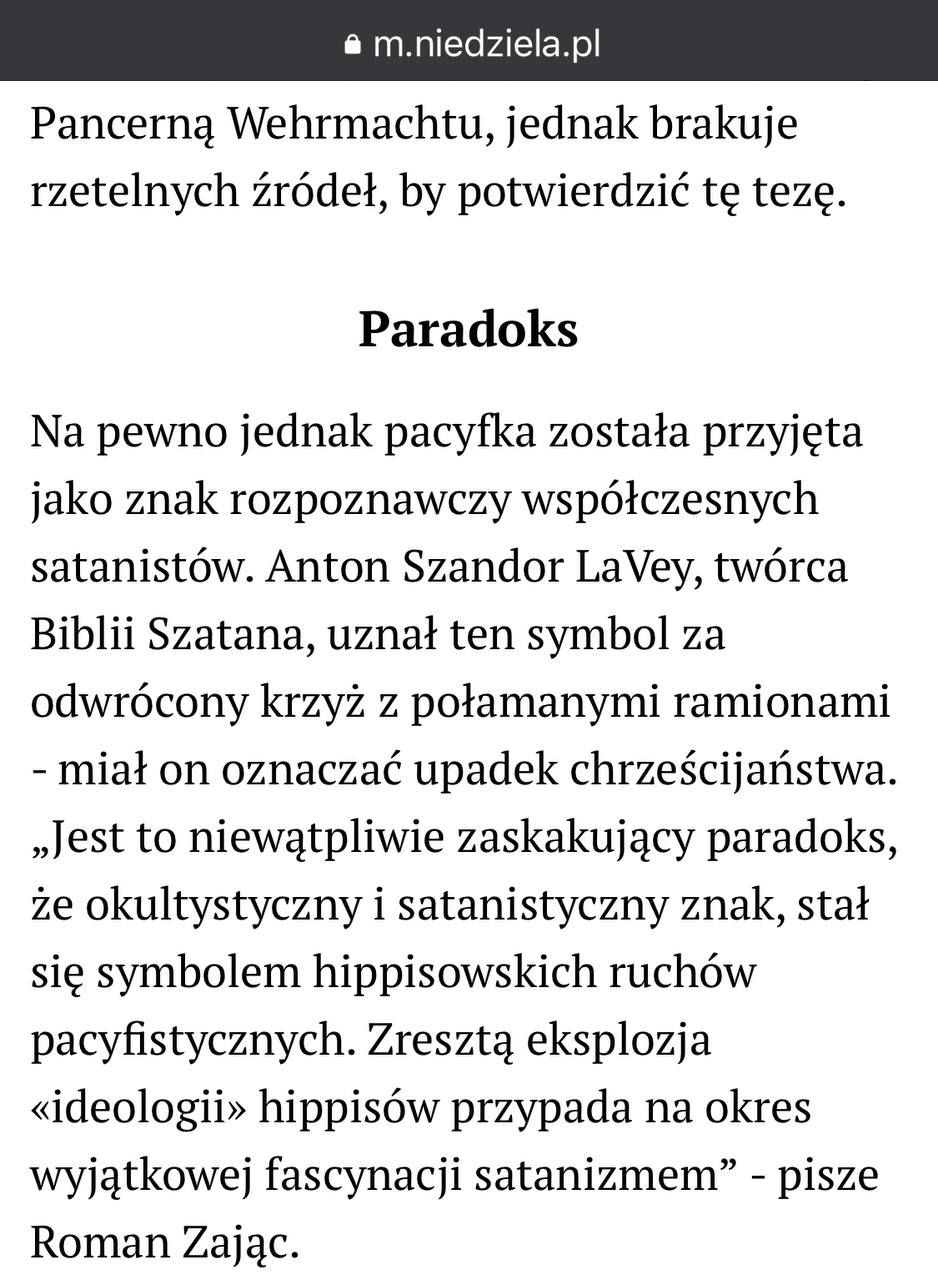 m.niedziela.pl
Pancerną Wehrmachtu, jednak brakuje
rzetelnych źródeł, by potwierdzić tę tezę.
Paradoks
Na pewno jednak pacyfka została przyjęta
jako znak rozpoznawczy współczesnych
satanistów. Anton Szandor LaVey, twórca
Biblii Szatana, uznał ten symbol za
odwrócony krzyż z połamanymi ramionami
- miał on oznaczać upadek chrześcijaństwa.
„Jest to niewątpliwie zaskakujący paradoks,
że okultystyczny i satanistyczny znak, stał
się symbolem hippisowskich ruchów
pacyfistycznych. Zresztą eksplozja
«ideologii» hippisów przypada na okres
wyjątkowej fascynacji satanizmem” - pisze
Roman Zając.